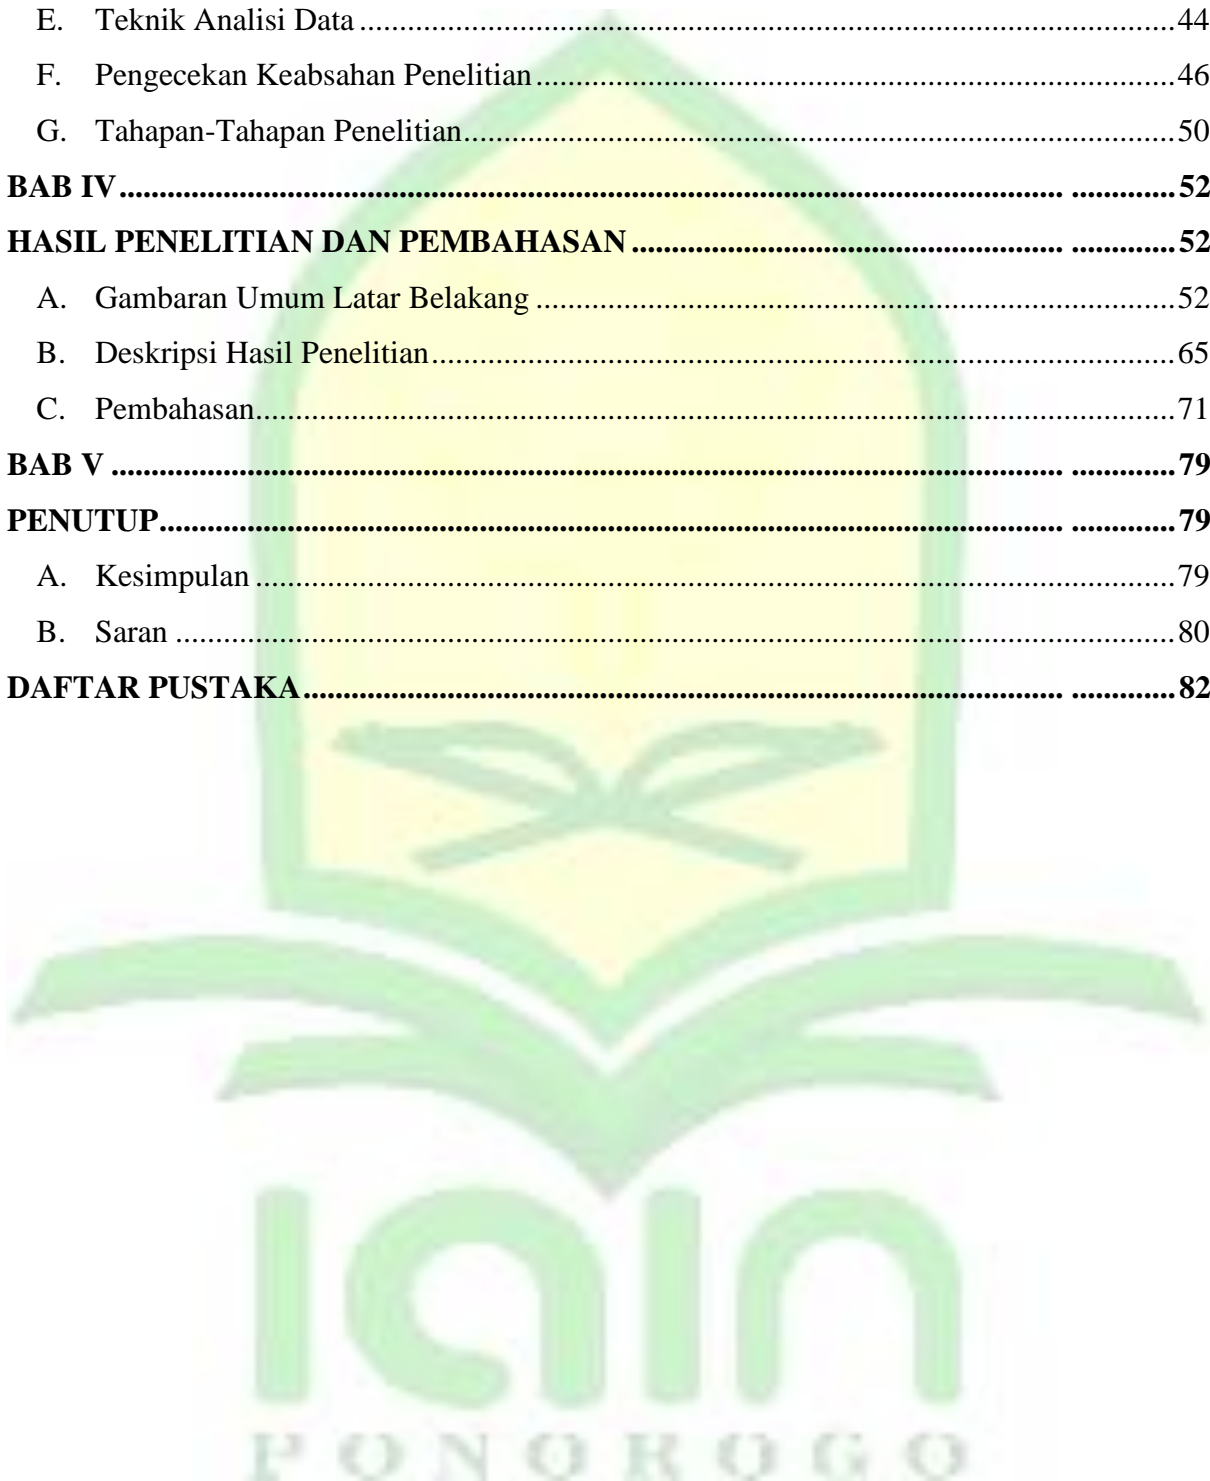 E. Teknik Analisi Data ........................................ 44
F. Pengecekan Keabsahan Penelitian ........................................ 46
G. Tahapan-Tahapan Penelitian ........................................ 50
BAB IV ........................................ 52
HASIL PENELITIAN DAN PEMBAHASAN ........................................ 52
A. Gambaran Umum Latar Belakang ........................................ 52
B. Deskripsi Hasil Penelitian ........................................ 65
C. Pembahasan ........................................ 71
BAB V ........................................ 79
PENUTUP ........................................ 79
A. Kesimpulan ........................................ 79
B. Saran ........................................ 80
DAFTAR PUSTAKA ........................................ 82
iain
PONOROGO